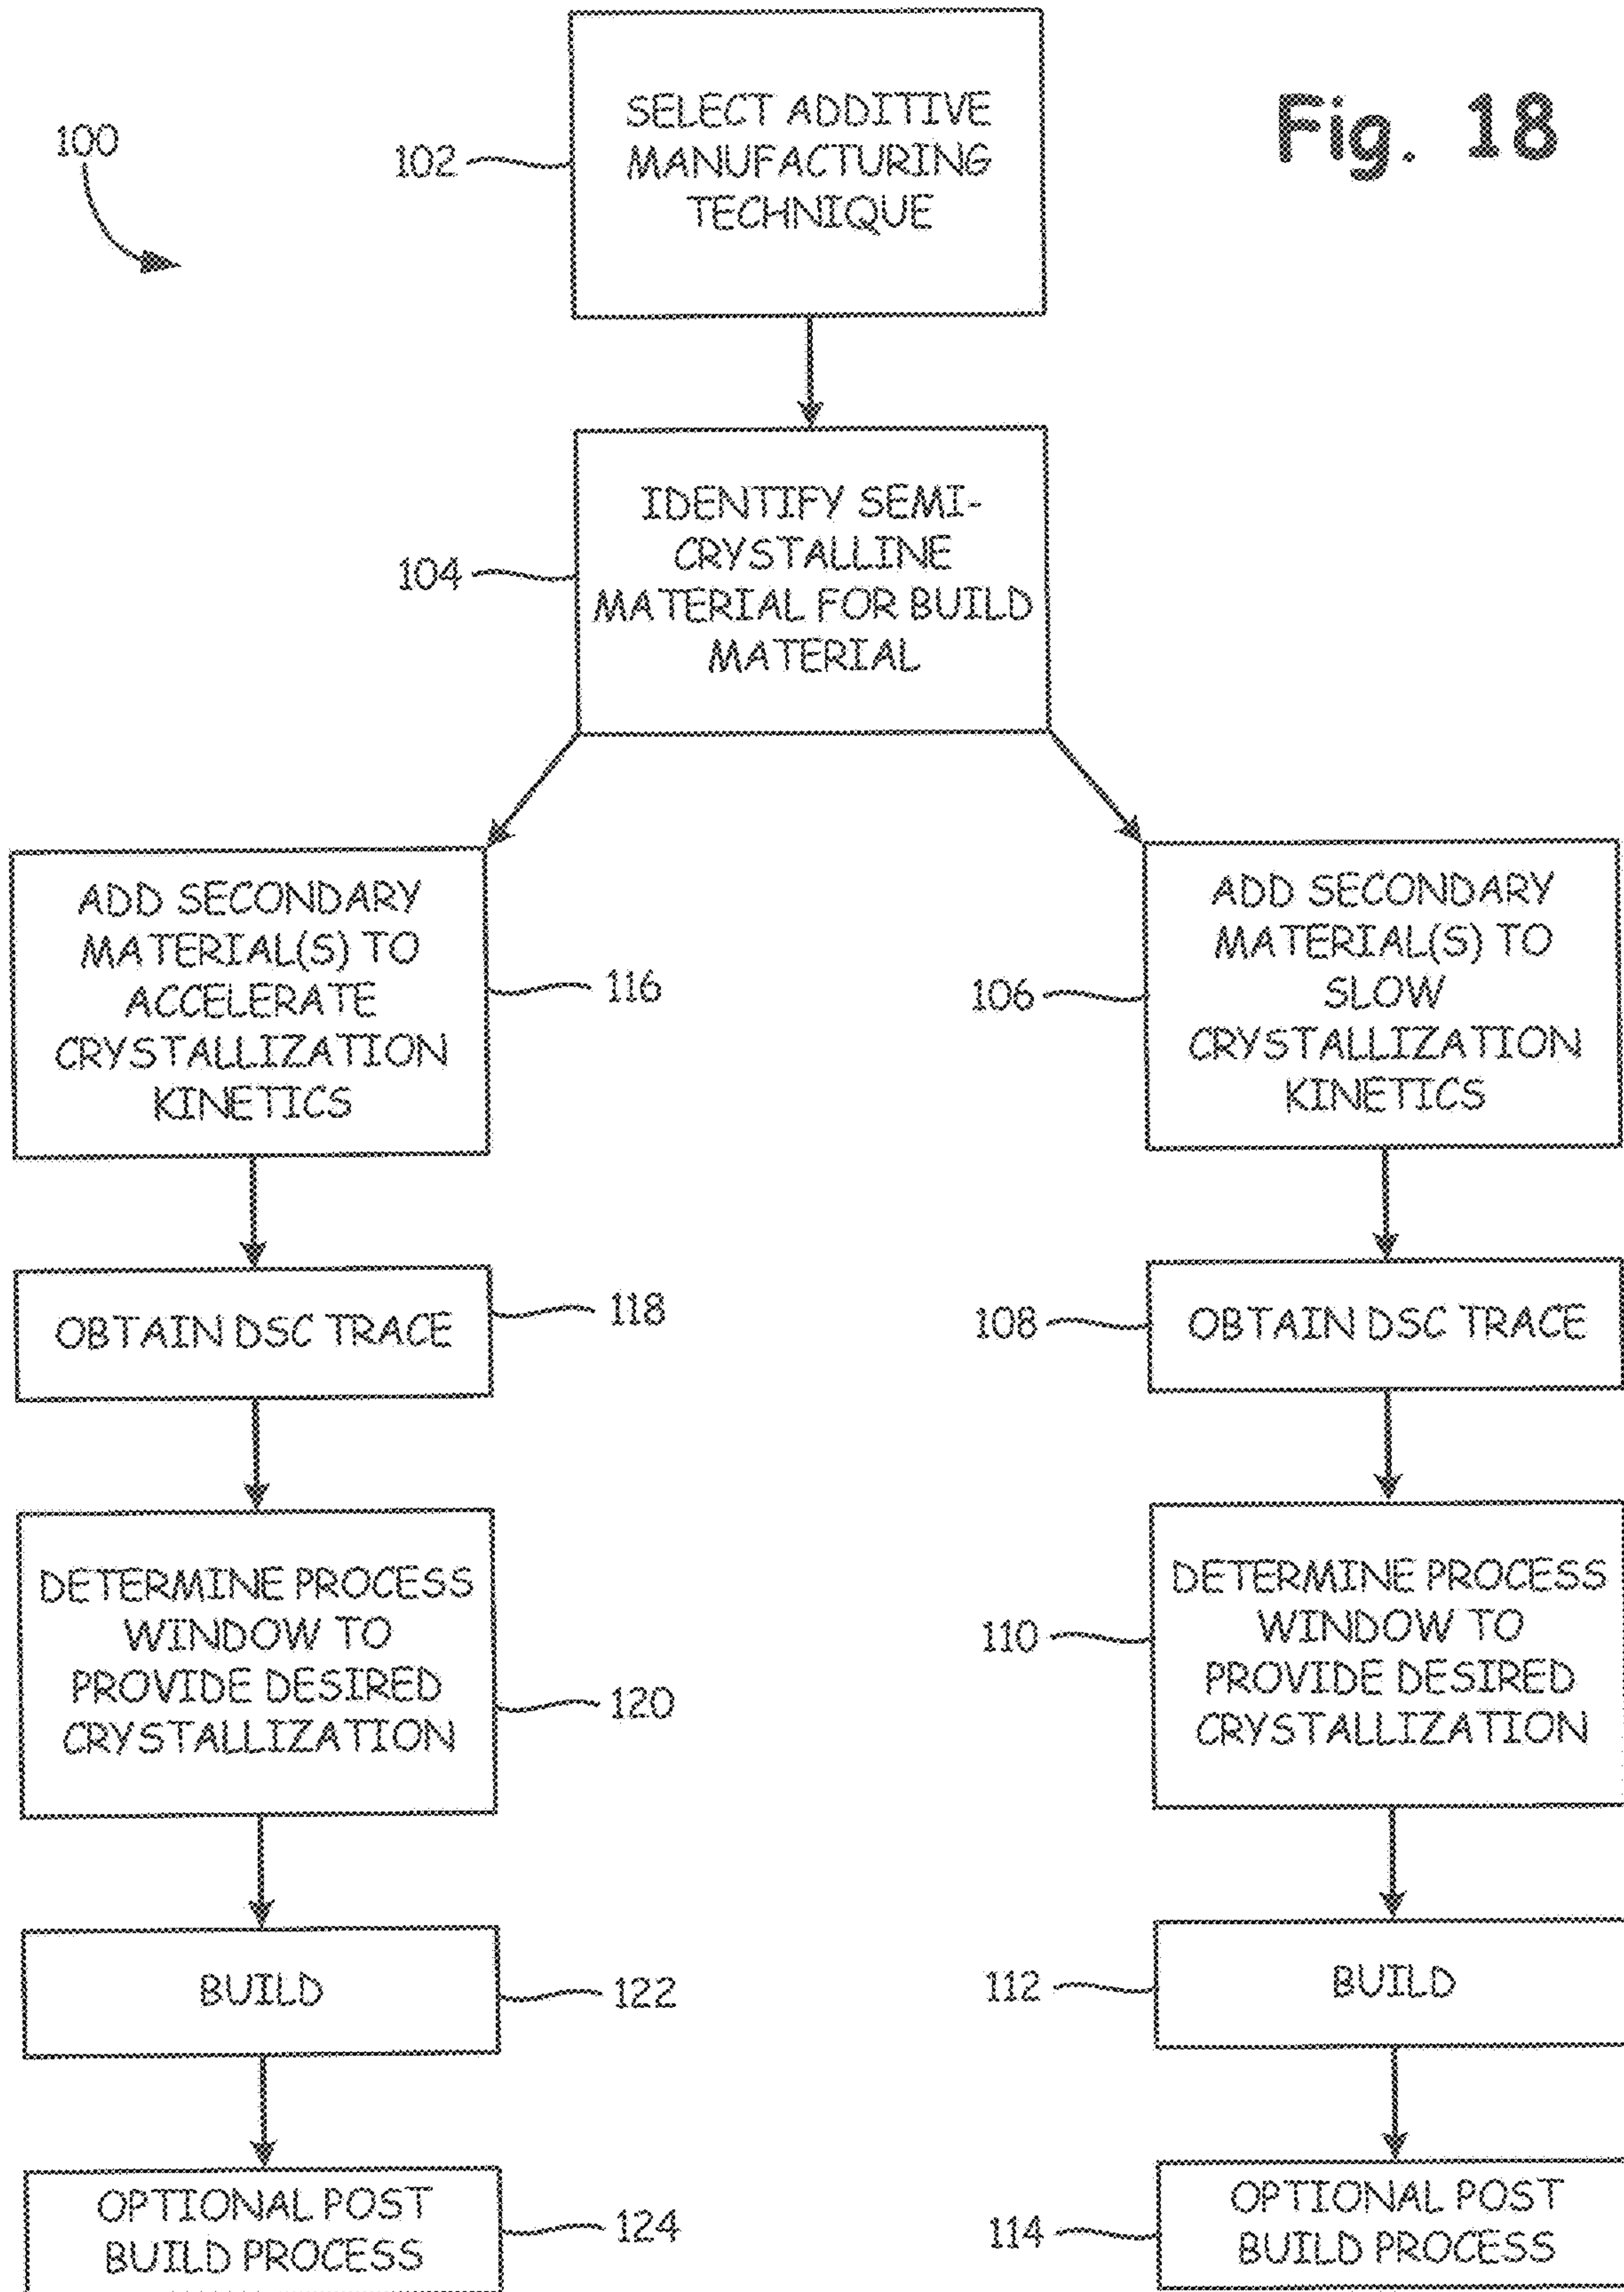 Fig. 18
100
102
SELECT ADDITIVE
MANUFACTURING
TECHNIQUE
104
IDENTIFY SEMI-
CRYSTALLINE
MATERIAL FOR BUILD
MATERIAL
ADD SECONDARY
MATERIAL(S) TO
ACCELERATE
CRYSTALLIZATION
KINETICS
116
106
ADD SECONDARY
MATERIAL(S) TO
SLOW
CRYSTALLIZATION
KINETICS
OBTAIN DSC TRACE
118
108
OBTAIN DSC TRACE
DETERMINE PROCESS
WINDOW TO
PROVIDE DESIRED
CRYSTALLIZATION
120
110
DETERMINE PROCESS
WINDOW TO
PROVIDE DESIRED
CRYSTALLIZATION
BUILD
122
112
BUILD
OPTIONAL POST
BUILD PROCESS
124
114
OPTIONAL POST
BUILD PROCESS